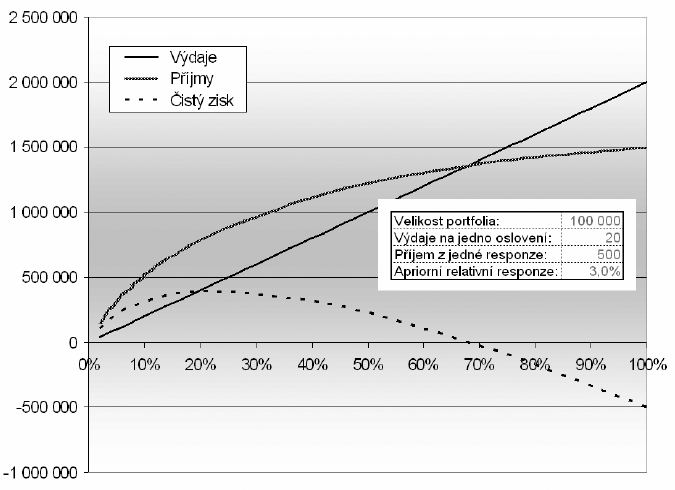 2 500 000
2 000 000
1 500 000
1 000 000
500 000
0
-500 000
-1 000 000
Výdaje
Příjmy
Čistý zisk
Velikost portfolia: 100 000
Výdaje na jedno oslovení: 20
Příjem z jedné responze: 500
Apriorní relativní responze: 3,0%
0% 10% 20% 30% 40% 50% 60% 70% 80% 90% 100%